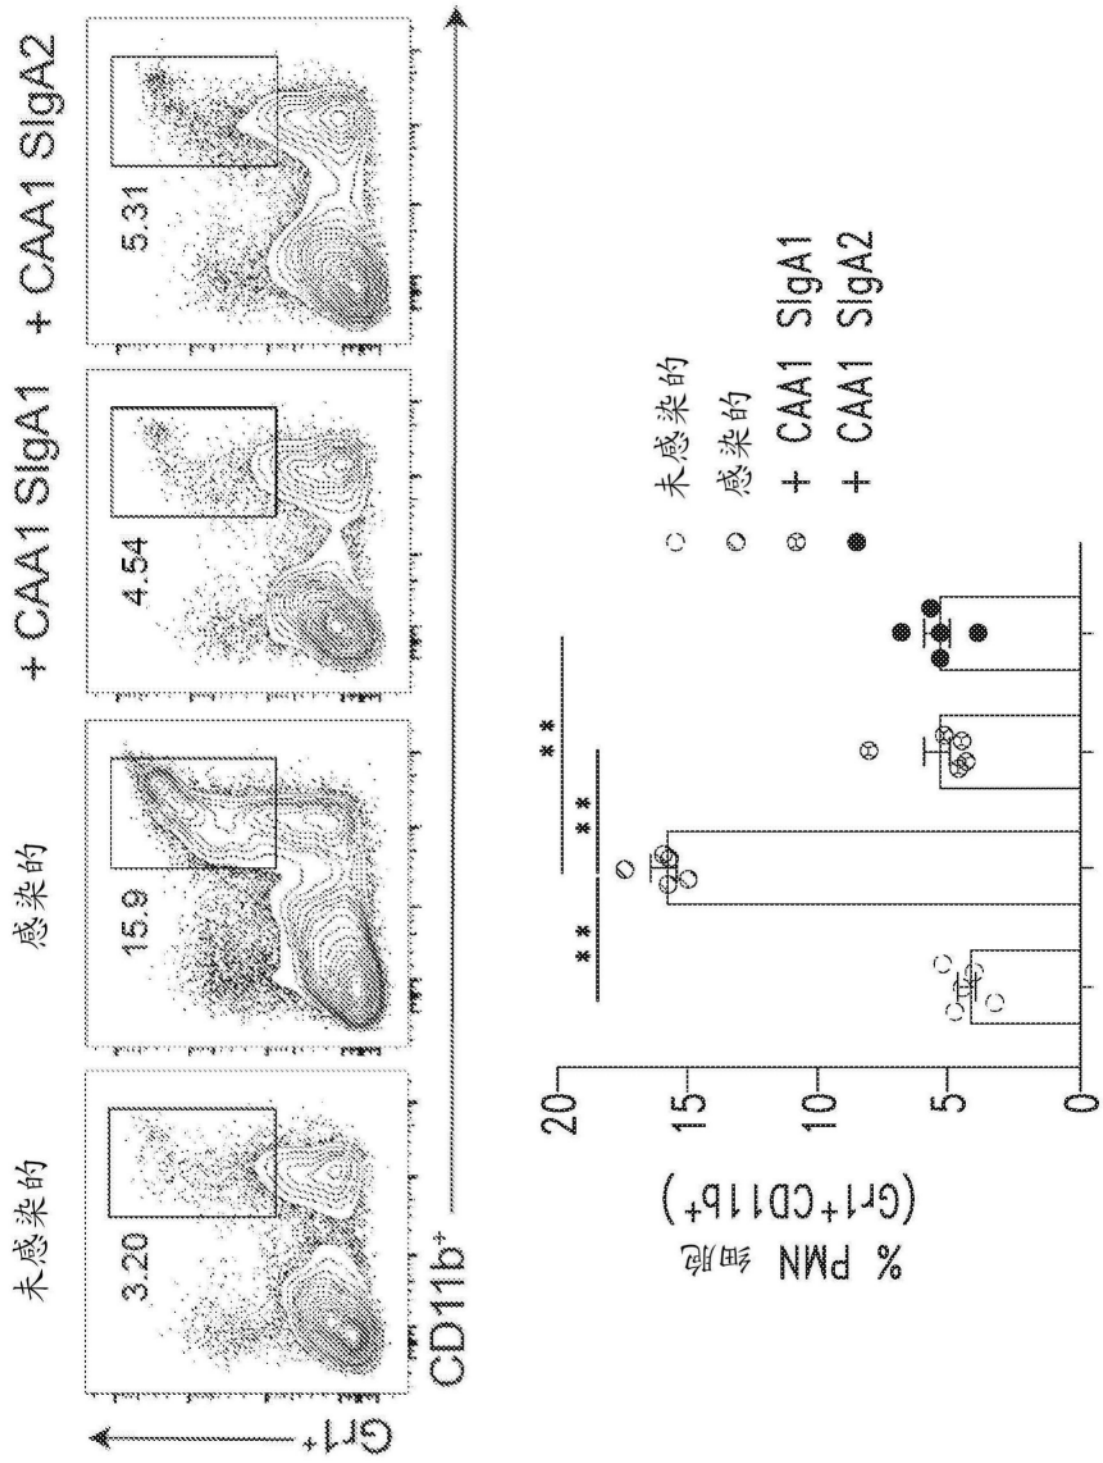 未感染的
感染的
+ CAA1 SIgA1
+ CAA1 SIgA2
3.20
15.9
4.54
5.31
Gr1⁺
CD11b⁺
% PMN 细胞
(Gr1⁺CD11b⁺)
20
15
10
5
0
**
**
**
未感染的
感染的
+ CAA1 SIgA1
+ CAA1 SIgA2